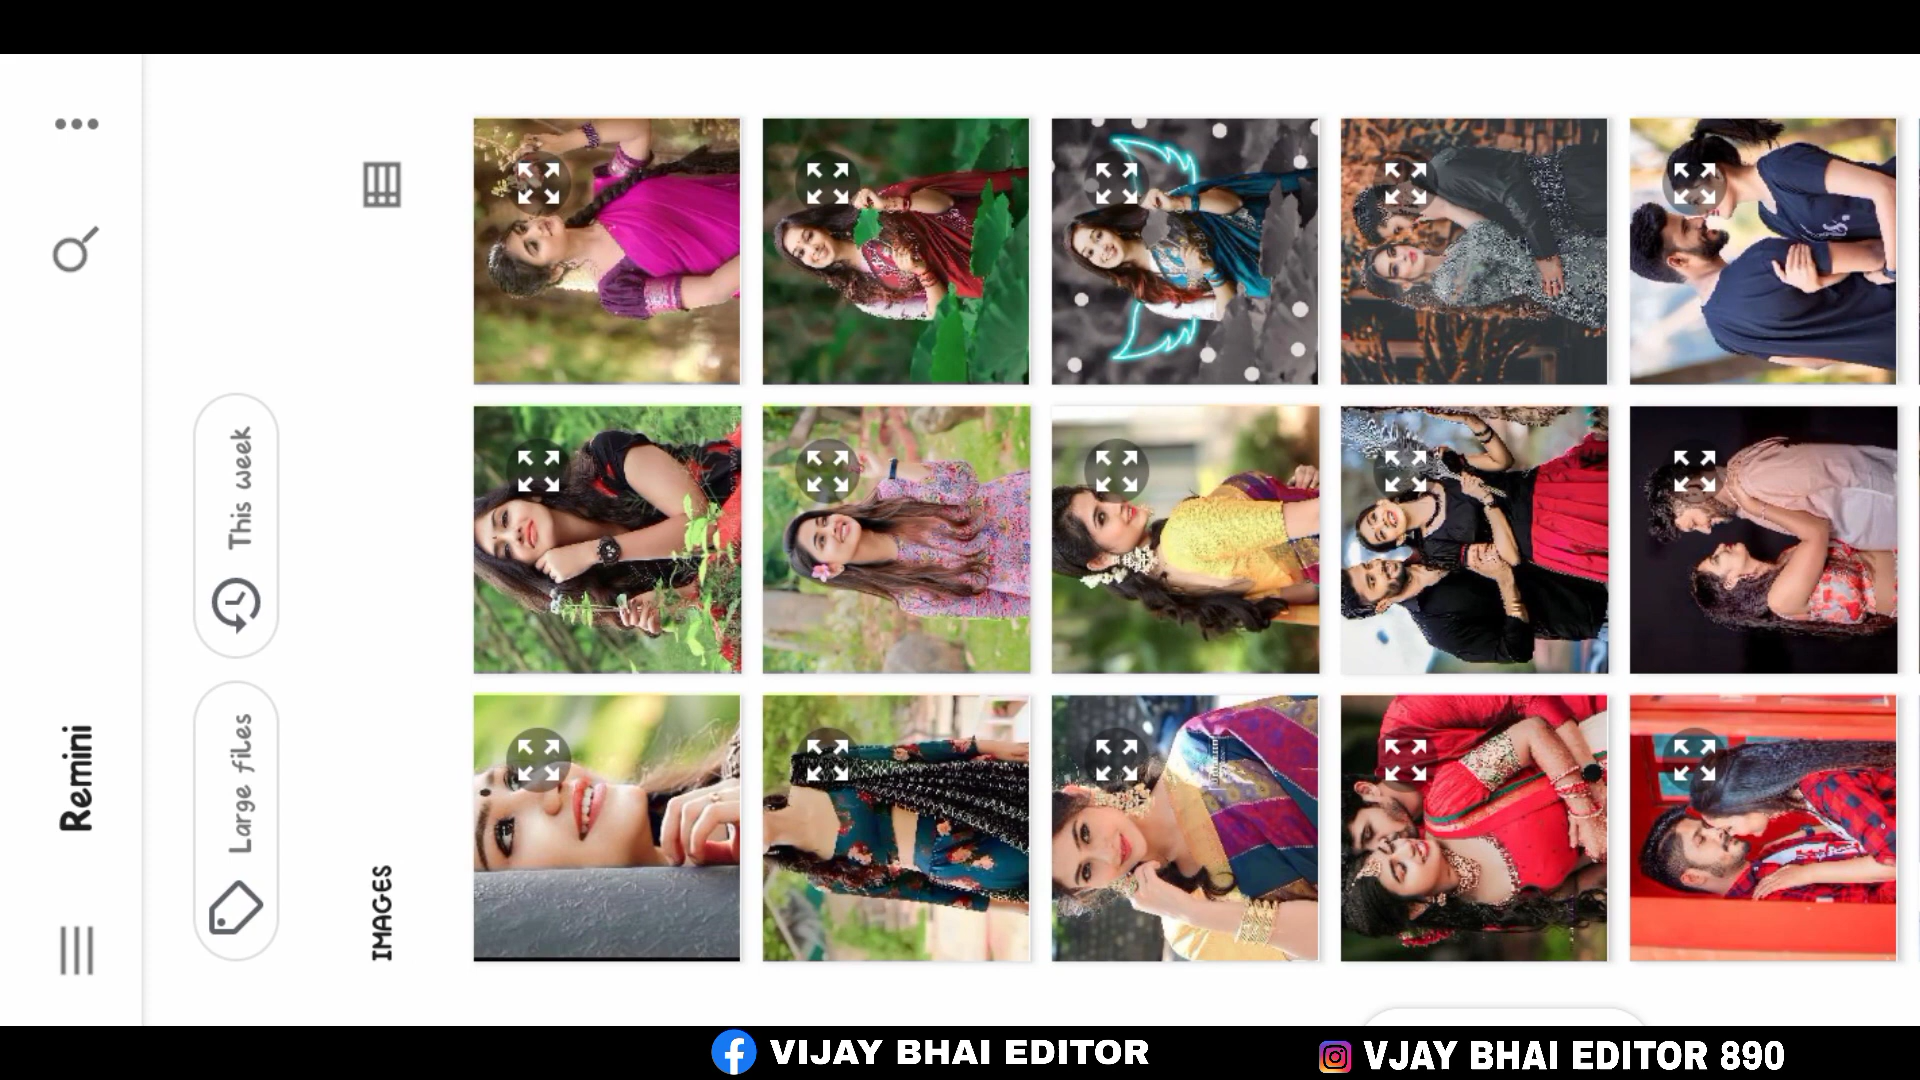 Remini
Large files
This week
IMAGES
VIJAY BHAI EDITOR
VJAY BHAI EDITOR 890